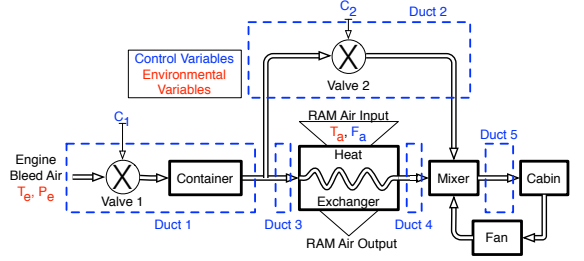 C2
Duct 2
Control Variables
Environmental
Variables
Valve 2
C1
RAM Air Input
Ta, Fa
Duct 5
Engine
Bleed Air
Te, Pe
Container
Heat
Exchanger
Mixer
Cabin
Valve 1
Duct 1
Duct 3
Duct 4
RAM Air Output
Fan